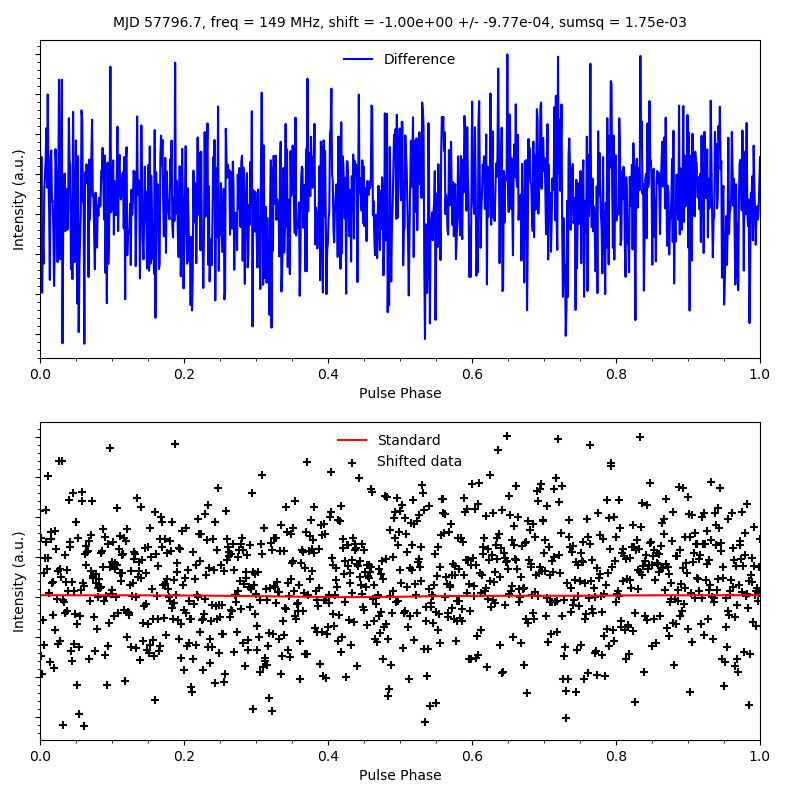 MJD 57796.7, freq = 149 MHz, shift = -1.00e+00 +/- -9.77e-04, sumsq = 1.75e-03
Difference
Intensity (a.u.)
0.0 0.2 0.4 0.6 0.8 1.0
Pulse Phase
Standard
Shifted data
Intensity (a.u.)
0.0 0.2 0.4 0.6 0.8 1.0
Pulse Phase